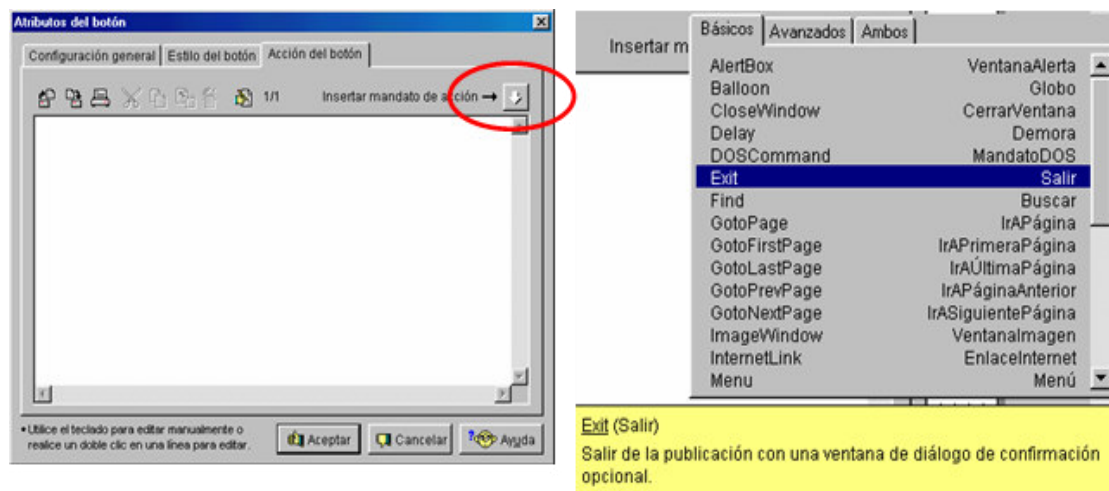 Atributos del botón
Configuración general Estilo del botón Acción del botón
1/1 Insertar mandato de acción →
• Utilice el teclado para editar manualmente o
realice un doble clic en una línea para editar.
Aceptar Cancelar Ayuda
Insertar m
Básicos Avanzados Ambos
AlertBox VentanaAlerta
Balloon Globo
CloseWindow CerrarVentana
Delay Demora
DOSCommand MandatoDOS
Exit Salir
Find Buscar
GotoPage IrAPágina
GotoFirstPage IrAPrimeraPágina
GotoLastPage IrAÚltimaPágina
GotoPrevPage IrAPáginaAnterior
GotoNextPage IrASiguientePágina
ImageWindow VentanaImagen
InternetLink EnlaceInternet
Menu Menú
Exit (Salir)
Salir de la publicación con una ventana de diálogo de confirmación
opcional.